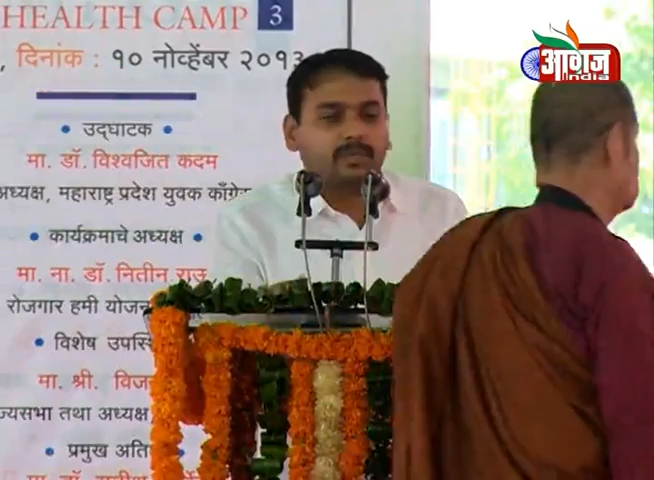 HEALTH CAMP 3
दिनांक : १० नोव्हेंबर २०१३
आवाज
India
उद्घाटक
मा. डॉ. विश्वजित कदम
अध्यक्ष, महाराष्ट्र प्रदेश युवक काँग्रेस
कार्यक्रमाचे अध्यक्ष
मा. ना. डॉ. नितीन राऊ
रोजगार हमी योजना
विशेष उपस्थि
मा. श्री. विज
ज्यसभा तथा अध्यक्ष
प्रमुख अति